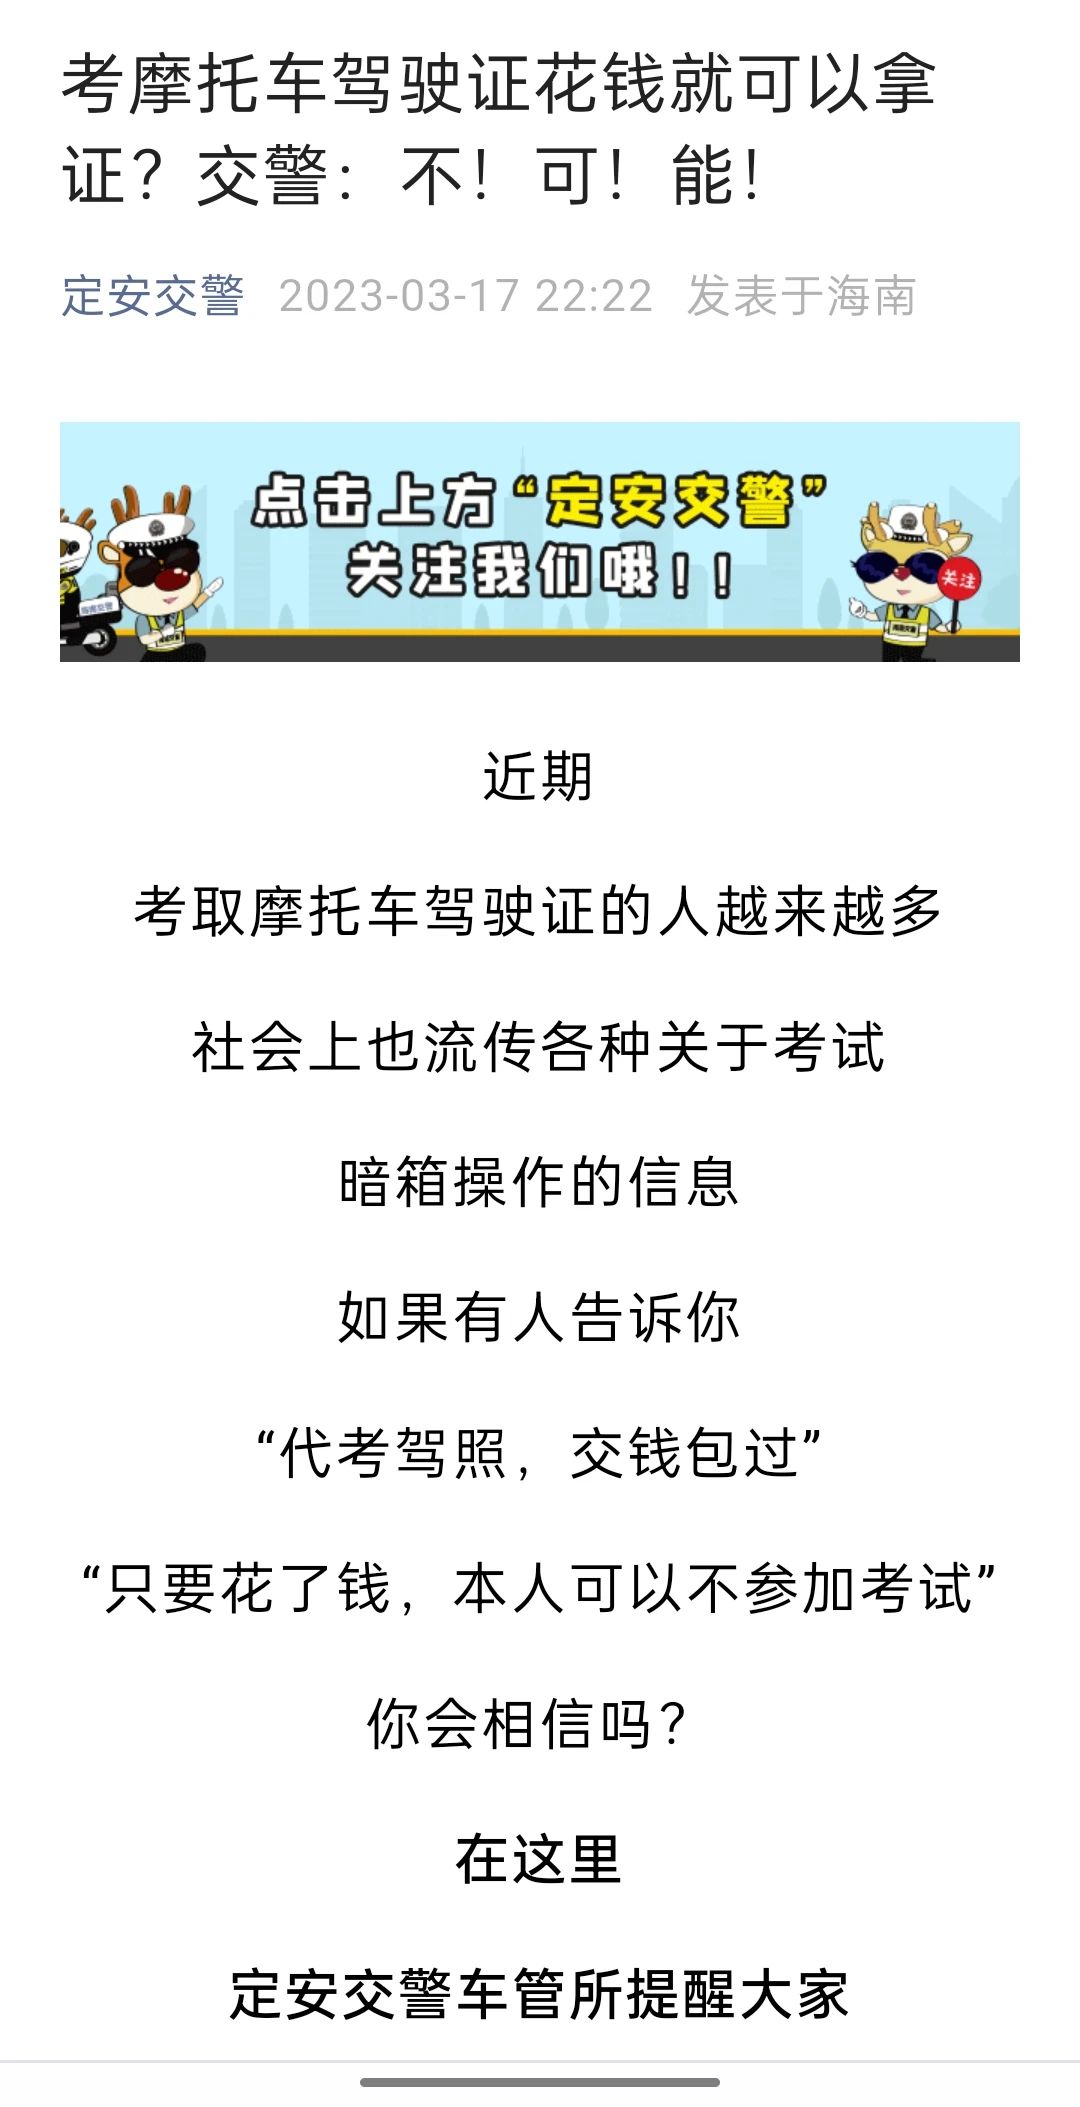 考摩托车驾驶证花钱就可以拿
证？交警：不！可！能！
定安交警 2023-03-17 22:22 发表于海南
点击上方“定安交警”
关注我们哦！！
关注
近期
考取摩托车驾驶证的人越来越多
社会上也流传各种关于考试
暗箱操作的信息
如果有人告诉你
“代考驾照，交钱包过”
“只要花了钱，本人可以不参加考试”
你会相信吗？
在这里
定安交警车管所提醒大家